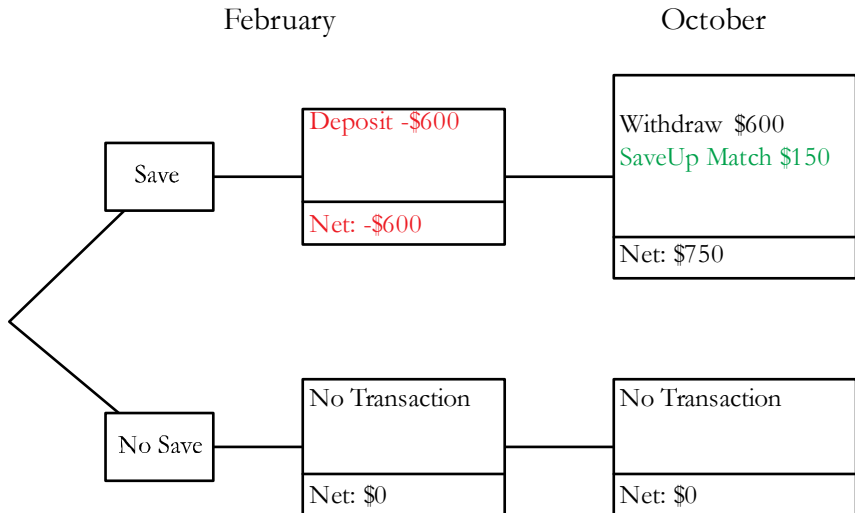 February
October
Save
Deposit -$600
Net: -$600
Withdraw $600
SaveUp Match $150
Net: $750
No Save
No Transaction
Net: $0
No Transaction
Net: $0